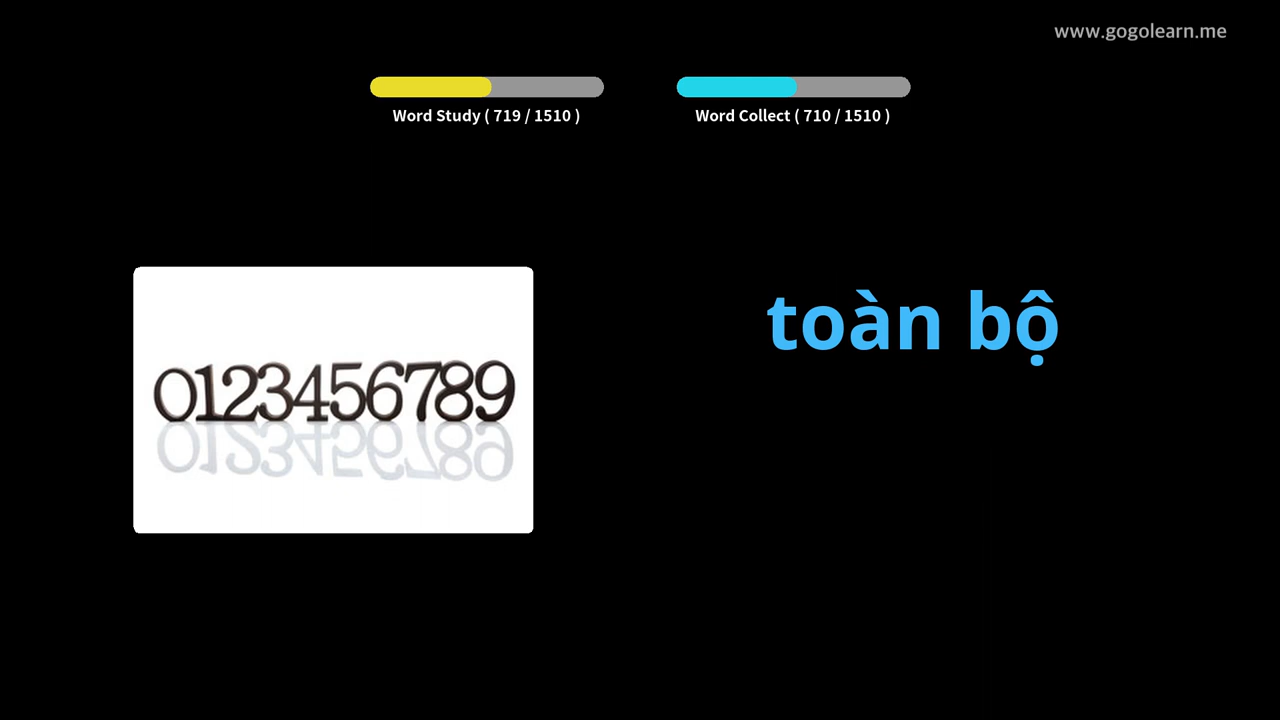 www.gogolearn.me
Word Study ( 719 / 1510 )
Word Collect ( 710 / 1510 )
toàn bộ
0123456789